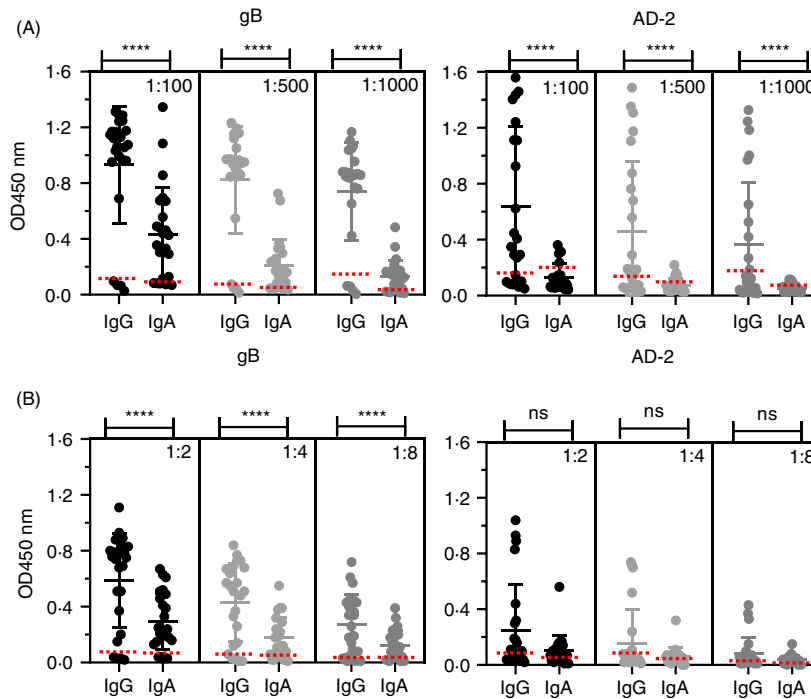 (A)
gB
AD-2
**** **** **** **** **** ****
1·6 1:100 1:500 1:1000 1·6 1:100 1:500 1:1000
1·2 1·2
0·8 0·8
0·4 0·4
0·0 0·0
OD450 nm
IgG IgA IgG IgA IgG IgA IgG IgA IgG IgA IgG IgA
(B)
gB
AD-2
**** **** **** ns ns ns
1·6 1:2 1:4 1:8 1·6 1:2 1:4 1:8
1·2 1·2
0·8 0·8
0·4 0·4
0·0 0·0
OD450 nm
IgG IgA IgG IgA IgG IgA IgG IgA IgG IgA IgG IgA